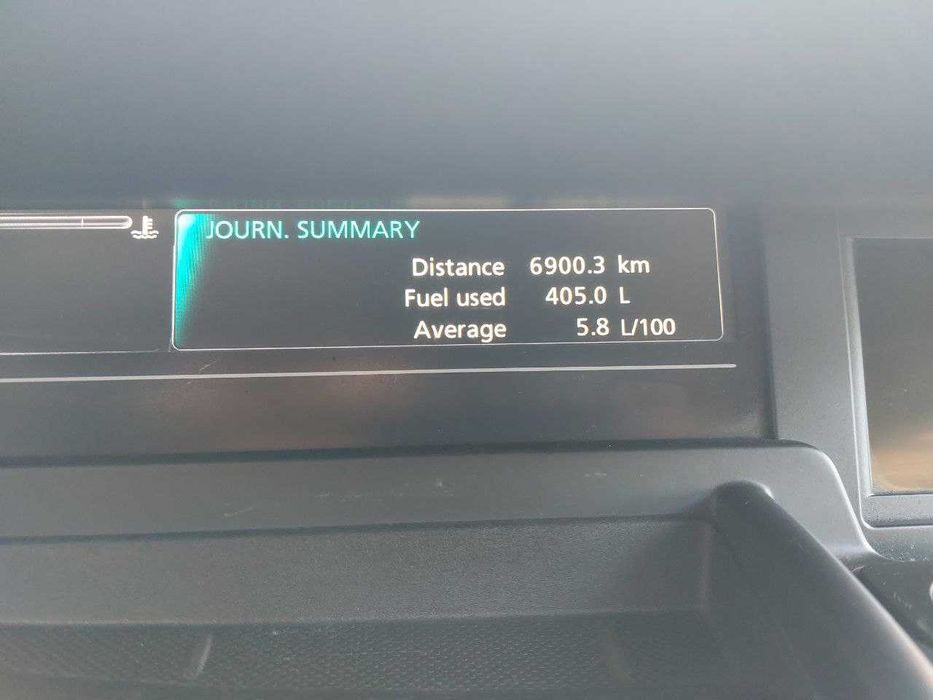 JOURN. SUMMARY
Distance 6900.3 km
Fuel used 405.0 L
Average 5.8 L/100